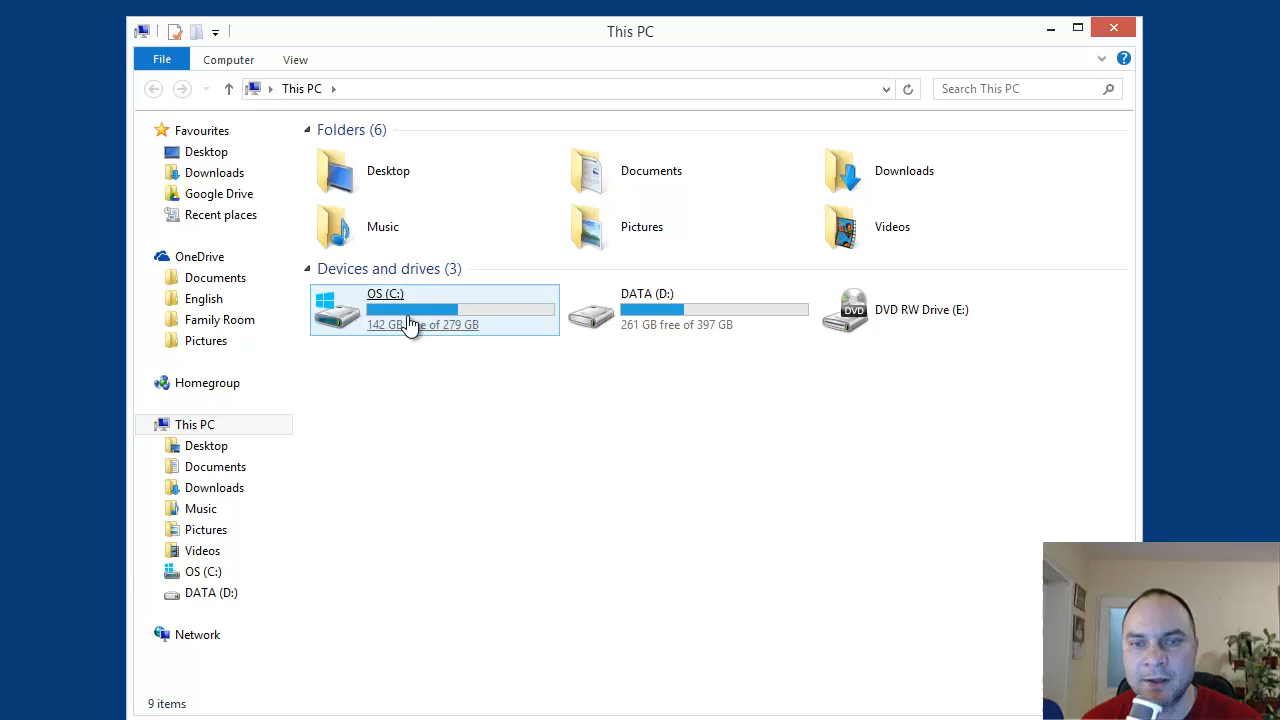 This PC
File
Computer
View
This PC
Search This PC
Favourites
Desktop
Downloads
Google Drive
Recent places
OneDrive
Documents
English
Family Room
Pictures
Homegroup
This PC
Desktop
Documents
Downloads
Music
Pictures
Videos
OS (C:)
DATA (D:)
Network
Folders (6)
Desktop
Documents
Downloads
Music
Pictures
Videos
Devices and drives (3)
OS (C:)
142 GB free of 279 GB
DATA (D:)
261 GB free of 397 GB
DVD
DVD RW Drive (E:)
9 items